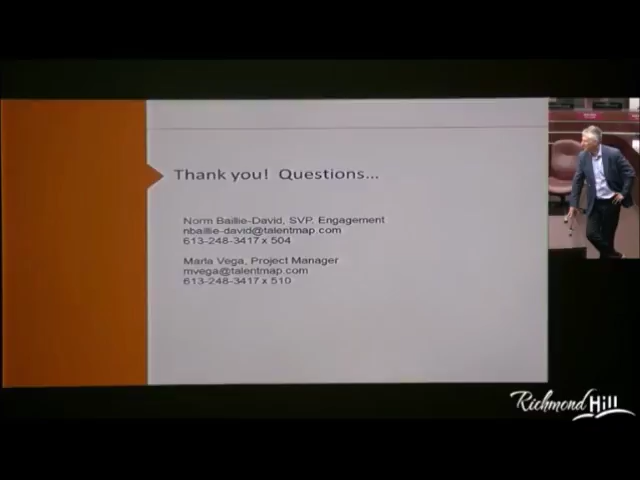 Thank you! Questions...
Norm Baillie-David, SVP, Engagement
nbaillie-david@talentmap.com
613-248-3417 x 504
Marla Vega, Project Manager
mvega@talentmap.com
613-248-3417 x 510
Richmond Hill